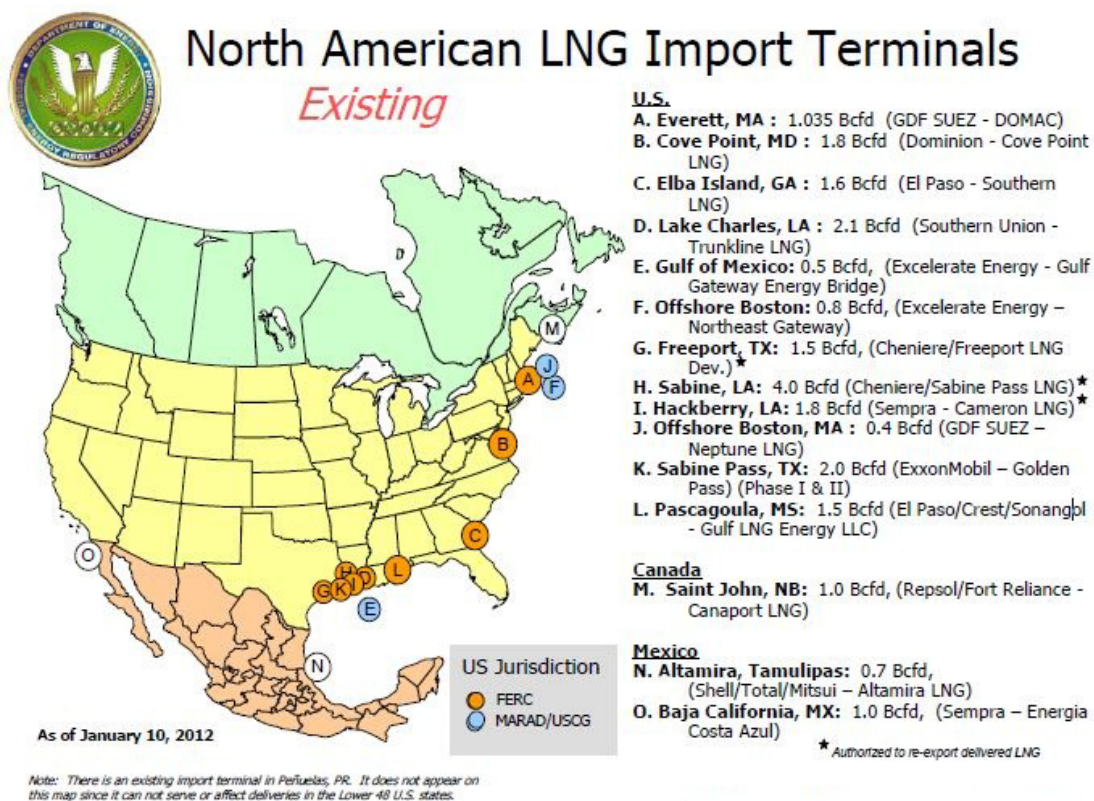 North American LNG Import Terminals
Existing
DEPARTMENT OF ENERGY
FEDERAL ENERGY REGULATORY COMMISSION
U.S.
A. Everett, MA : 1.035 Bcfd (GDF SUEZ - DOMAC)
B. Cove Point, MD : 1.8 Bcfd (Dominion - Cove Point
LNG)
C. Elba Island, GA : 1.6 Bcfd (El Paso - Southern
LNG)
D. Lake Charles, LA : 2.1 Bcfd (Southern Union -
Trunkline LNG)
E. Gulf of Mexico: 0.5 Bcfd, (Excelerate Energy - Gulf
Gateway Energy Bridge)
F. Offshore Boston: 0.8 Bcfd, (Excelerate Energy –
Northeast Gateway)
G. Freeport, TX: 1.5 Bcfd, (Cheniere/Freeport LNG
Dev.)★
H. Sabine, LA: 4.0 Bcfd (Cheniere/Sabine Pass LNG)★
I. Hackberry, LA: 1.8 Bcfd (Sempra - Cameron LNG)★
J. Offshore Boston, MA : 0.4 Bcfd (GDF SUEZ –
Neptune LNG)
K. Sabine Pass, TX: 2.0 Bcfd (ExxonMobil – Golden
Pass) (Phase I & II)
L. Pascagoula, MS: 1.5 Bcfd (El Paso/Crest/Sonangol
- Gulf LNG Energy LLC)
Canada
M. Saint John, NB: 1.0 Bcfd, (Repsol/Fort Reliance -
Canaport LNG)
Mexico
N. Altamira, Tamulipas: 0.7 Bcfd,
(Shell/Total/Mitsui – Altamira LNG)
O. Baja California, MX: 1.0 Bcfd, (Sempra – Energia
Costa Azul)
★ Authorized to re-export delivered LNG
M
J
A
F
B
C
O
H
D
L
G
K
I
E
N
US Jurisdiction
FERC
MARAD/USCG
As of January 10, 2012
Note: There is an existing import terminal in Peñuelas, PR. It does not appear on
this map since it can not serve or affect deliveries in the Lower 48 U.S. states.